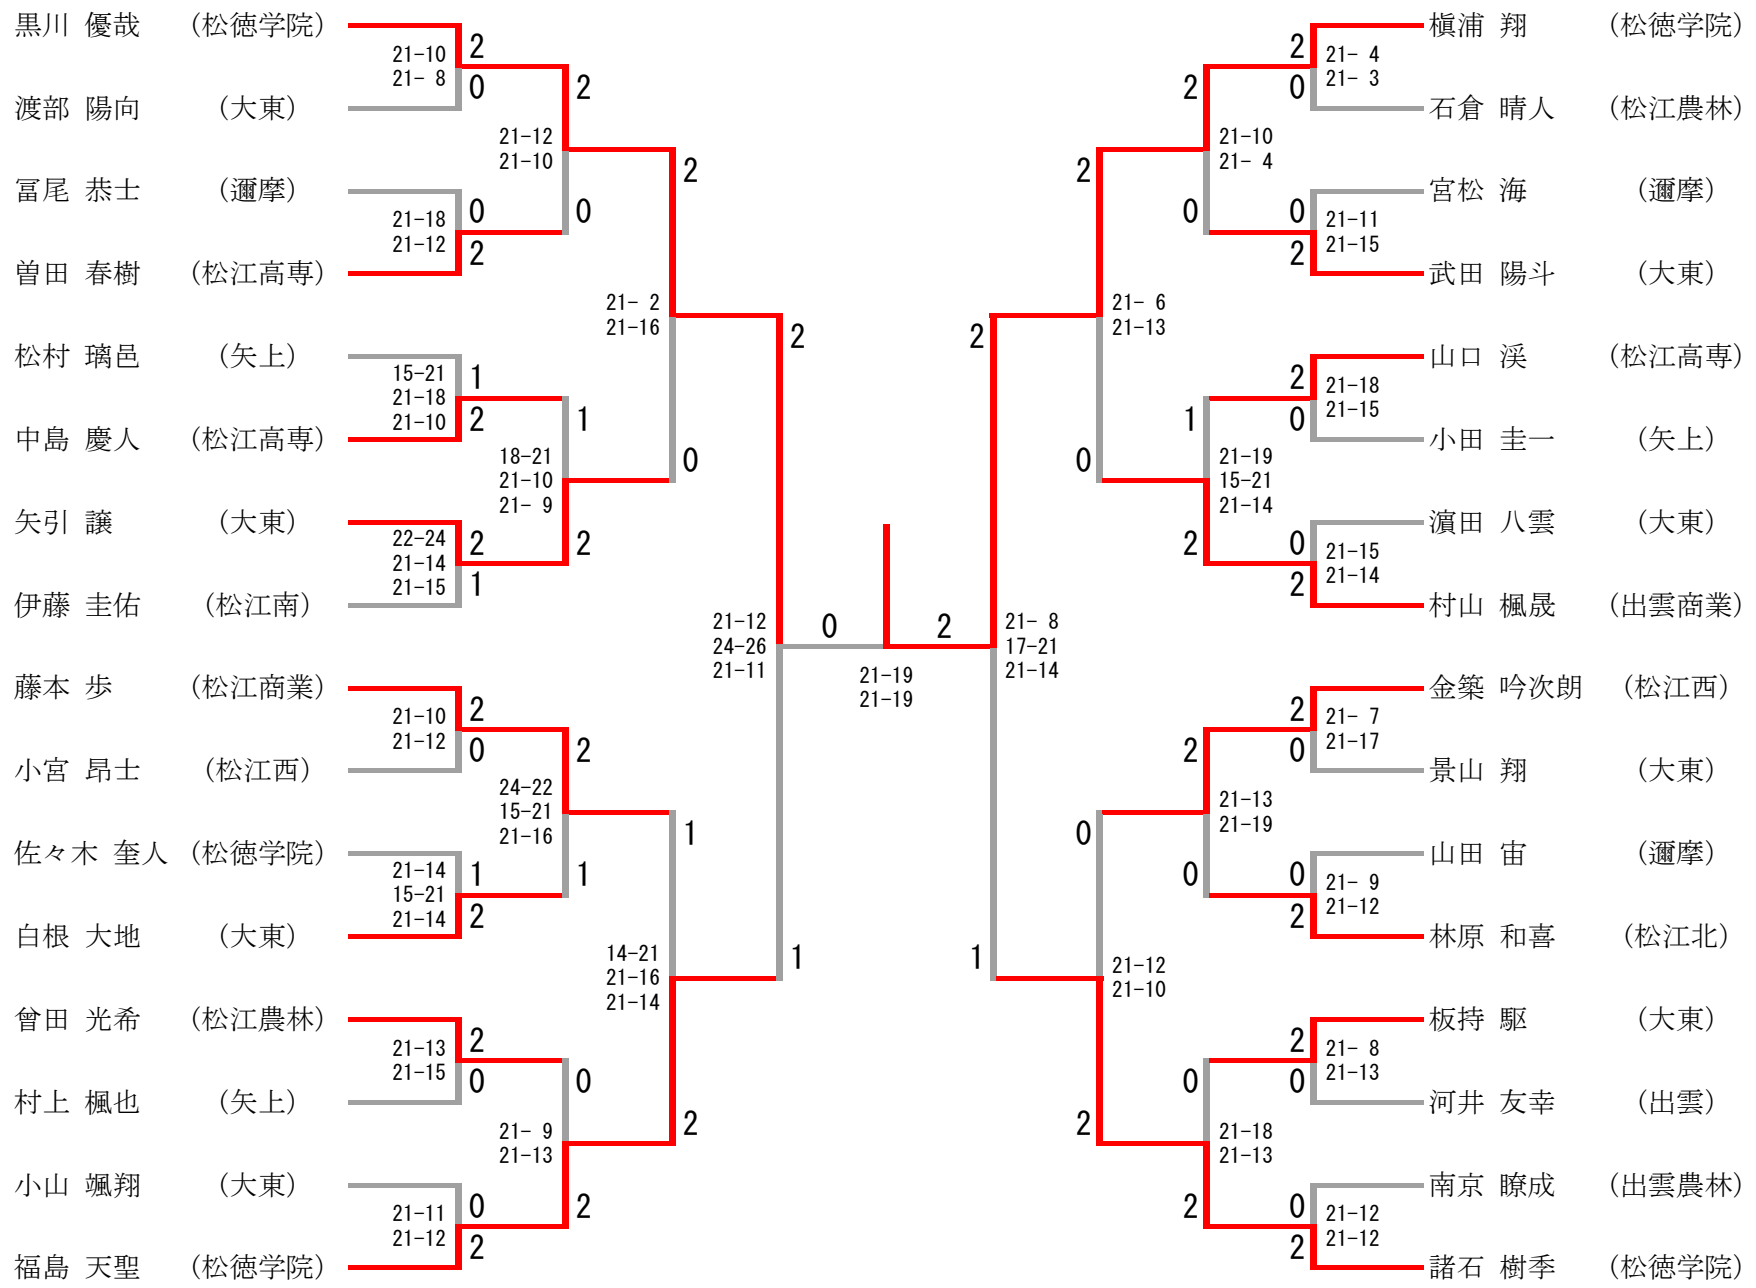 黒川 優哉 (松徳学院)
21-10 2
21- 8 0
渡部 陽向 (大東)
2
21-12
21-10
0
冨尾 恭士 (邇摩)
21-18 0
21-12 2
曽田 春樹 (松江高専)
2
21- 2
21-16
0
松村 璃邑 (矢上)
15-21 1
21-18
21-10 2
中島 慶人 (松江高専)
1
18-21
21-10
21- 9
2
矢引 譲 (大東)
22-24 2
21-14
21-15 1
伊藤 圭佑 (松江南)
2
21-12
24-26
21-11
1
藤本 歩 (松江商業)
21-10 2
21-12 0
小宮 昂士 (松江西)
2
24-22
15-21
21-16
1
佐々木 奎人 (松徳学院)
21-14 1
15-21
21-14 2
白根 大地 (大東)
1
14-21
21-16
21-14
2
曾田 光希 (松江農林)
21-13 2
21-15 0
村上 楓也 (矢上)
0
21- 9
21-13
2
小山 颯翔 (大東)
21-11 0
21-12 2
福島 天聖 (松徳学院)
0 2
21-19
21-19
槇浦 翔 (松徳学院)
2 21- 4
0 21- 3
石倉 晴人 (松江農林)
2
21-10
21- 4
0
宮松 海 (邇摩)
0 21-11
2 21-15
武田 陽斗 (大東)
2
21- 6
21-13
0
山口 渓 (松江高専)
2 21-18
0 21-15
小田 圭一 (矢上)
1
21-19
15-21
21-14
2
濵田 八雲 (大東)
0 21-15
2 21-14
村山 楓晟 (出雲商業)
2
21- 8
17-21
21-14
1
金築 吟次朗 (松江西)
2 21- 7
0 21-17
景山 翔 (大東)
2
21-13
21-19
0
山田 宙 (邇摩)
0 21- 9
2 21-12
林原 和喜 (松江北)
0
21-12
21-10
2
板持 駆 (大東)
2 21- 8
0 21-13
河井 友幸 (出雲)
0
21-18
21-13
2
南京 瞭成 (出雲農林)
0 21-12
2 21-12
諸石 樹季 (松徳学院)